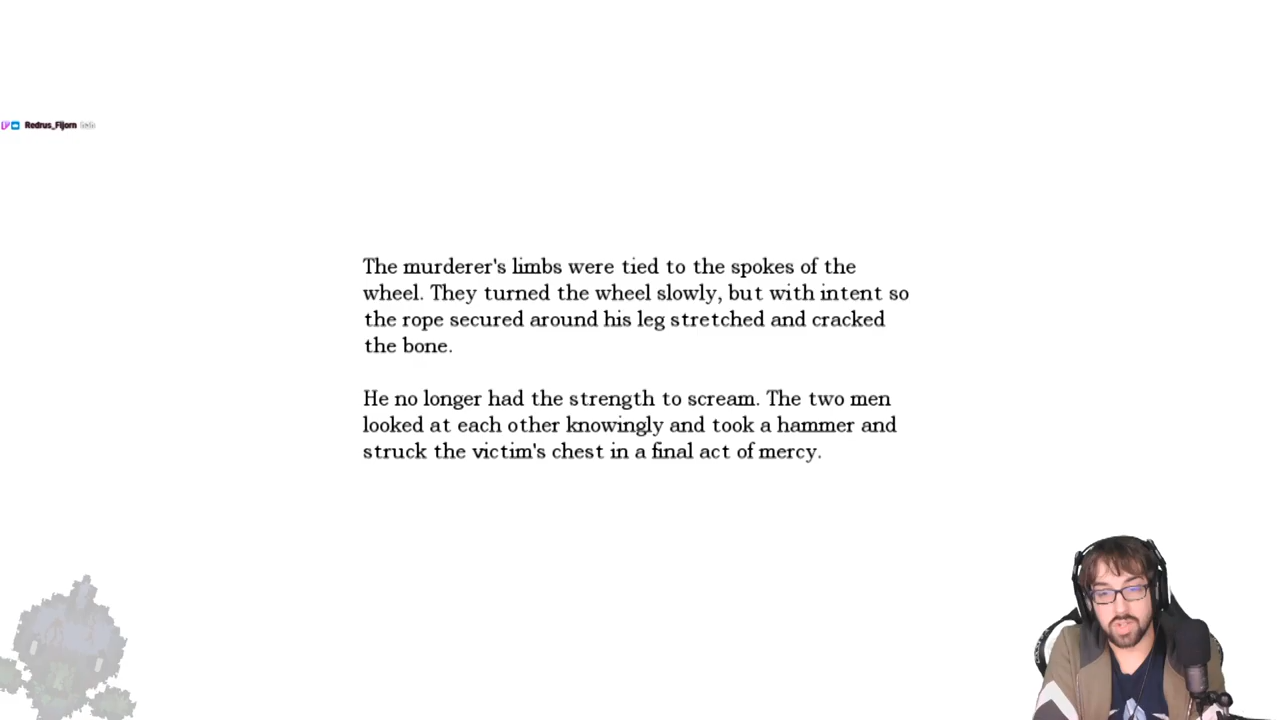 Redrus_Fijorn
The murderer's limbs were tied to the spokes of the
wheel. They turned the wheel slowly, but with intent so
the rope secured around his leg stretched and cracked
the bone.
He no longer had the strength to scream. The two men
looked at each other knowingly and took a hammer and
struck the victim's chest in a final act of mercy.